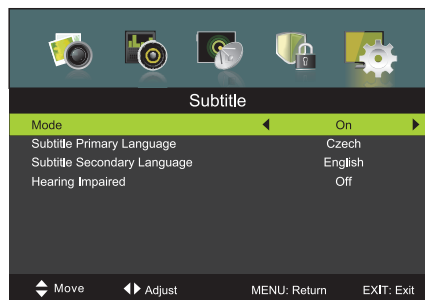 Subtitle
Mode On
Subtitle Primary Language Czech
Subtitle Secondary Language English
Hearing Impaired Off
Move Adjust MENU: Return EXIT: Exit